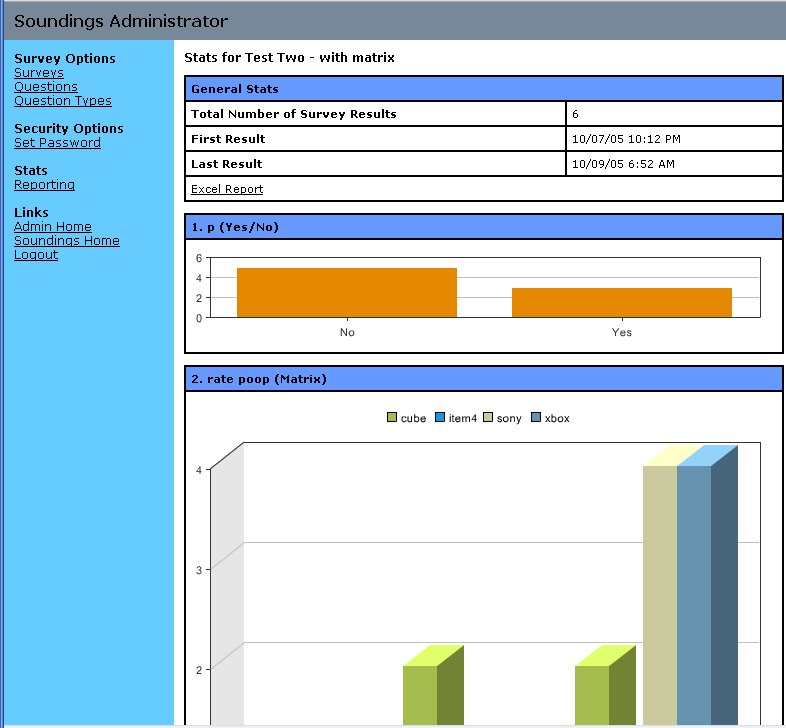 Soundings Administrator
Survey Options
Surveys
Questions
Question Types
Security Options
Set Password
Stats
Reporting
Links
Admin Home
Soundings Home
Logout
Stats for Test Two - with matrix
General Stats
Total Number of Survey Results 6
First Result 10/07/05 10:12 PM
Last Result 10/09/05 6:52 AM
Excel Report
1. p (Yes/No)
6
4
2
0
No Yes
2. rate poop (Matrix)
cube item4 sony xbox
4
3
2